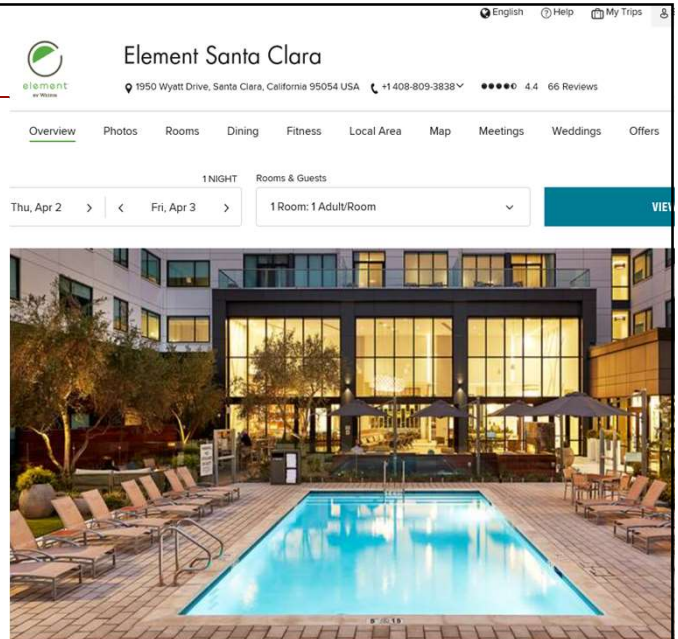 English Help My Trips
element
BY WESTIN
Element Santa Clara
1950 Wyatt Drive, Santa Clara, California 95054 USA +1 408-809-3838 4.4 66 Reviews
Overview Photos Rooms Dining Fitness Local Area Map Meetings Weddings Offers
1 NIGHT Rooms & Guests
Thu, Apr 2 Fri, Apr 3 1 Room: 1 Adult/Room